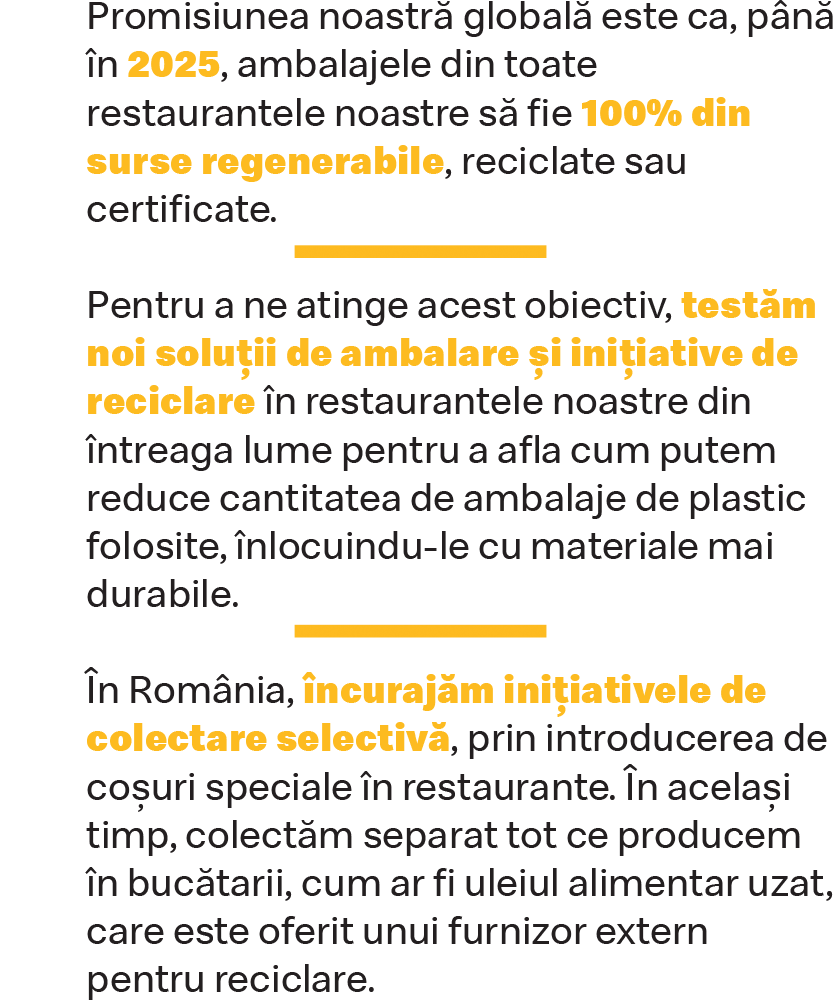 Promisiunea noastră globală este ca, până
în 2025, ambalajele din toate
restaurantele noastre să fie 100% din
surse regenerabile, reciclate sau
certificate.
Pentru a ne atinge acest obiectiv, testăm
noi soluții de ambalare și inițiative de
reciclare în restaurantele noastre din
întreaga lume pentru a afla cum putem
reduce cantitatea de ambalaje de plastic
folosite, înlocuindu-le cu materiale mai
durabile.
În România, încurajăm inițiativele de
colectare selectivă, prin introducerea de
coșuri speciale în restaurante. În același
timp, colectăm separat tot ce producem
în bucătarii, cum ar fi uleiul alimentar uzat,
care este oferit unui furnizor extern
pentru reciclare.